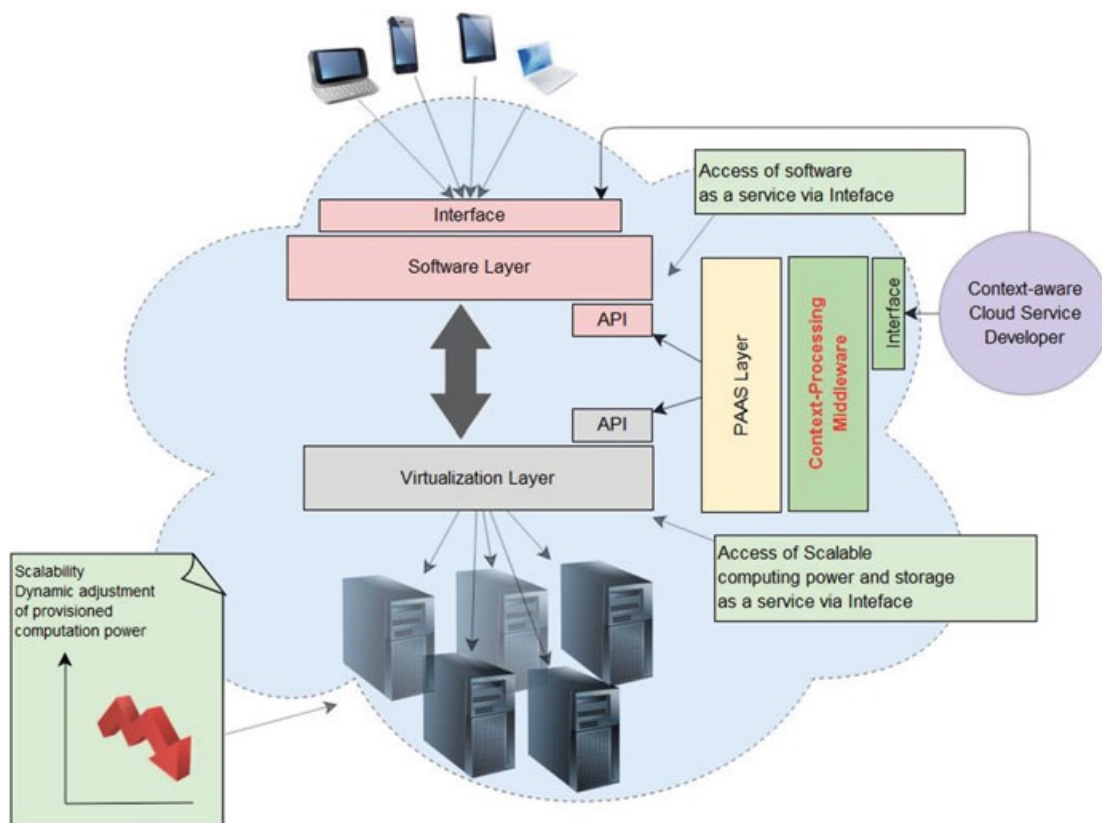 Interface
Access of software
as a service via Inteface
Software Layer
API
PAAS Layer
Context-Processing
Middleware
Interface
Context-aware
Cloud Service
Developer
API
Virtualization Layer
Access of Scalable
computing power and storage
as a service via Inteface
Scalability
Dynamic adjustment
of provisioned
computation power